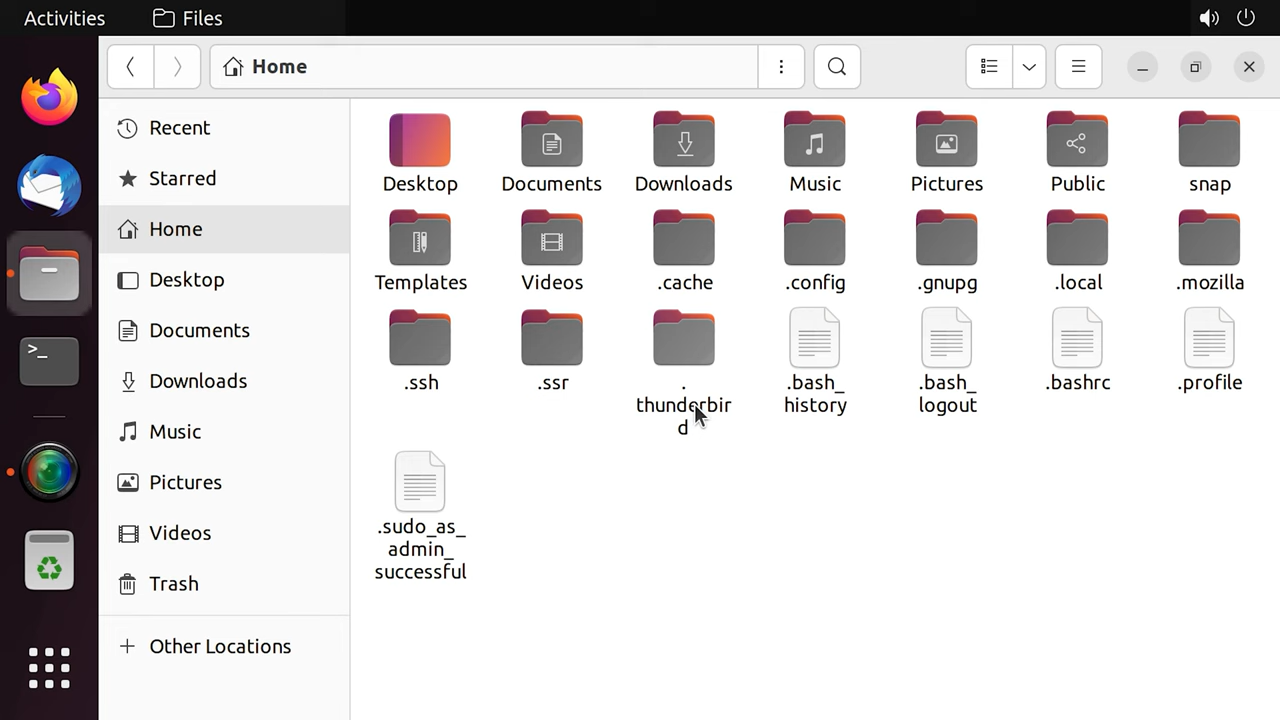 Activities
Files
Home
Recent
Starred
Home
Desktop
Documents
Downloads
Music
Pictures
Videos
Trash
Other Locations
Desktop
Documents
Downloads
Music
Pictures
Public
snap
Templates
Videos
.cache
.config
.gnupg
.local
.mozilla
.ssh
.ssr
.
thunderbir
d
.bash_
history
.bash_
logout
.bashrc
.profile
.sudo_as_
admin_
successful
>_